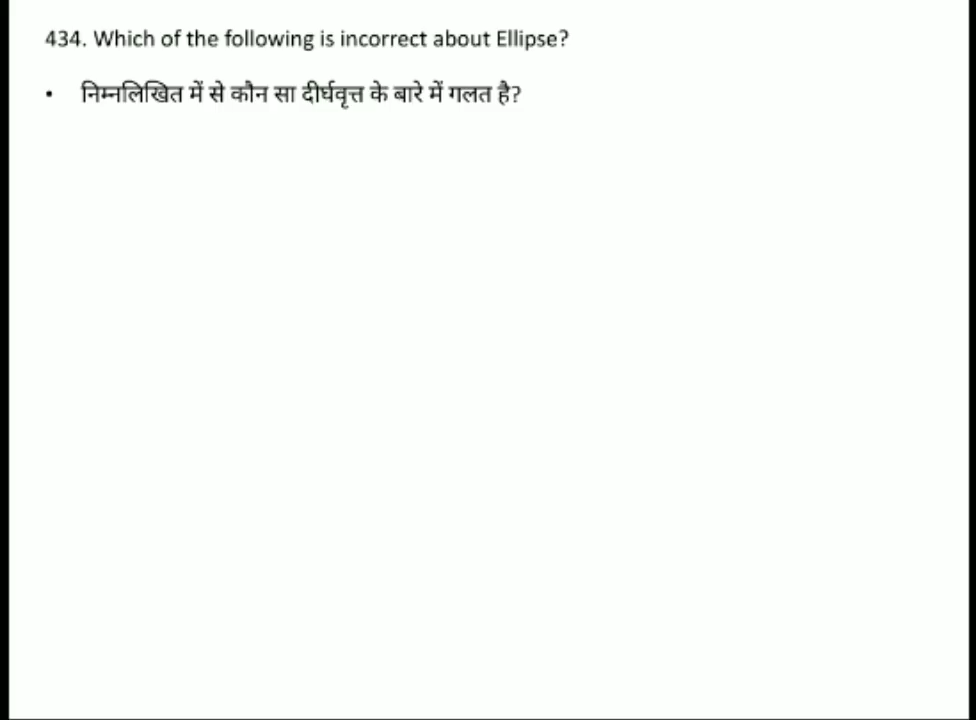 434. Which of the following is incorrect about Ellipse?
• निम्नलिखित में से कौन सा दीर्घवृत्त के बारे में गलत है?